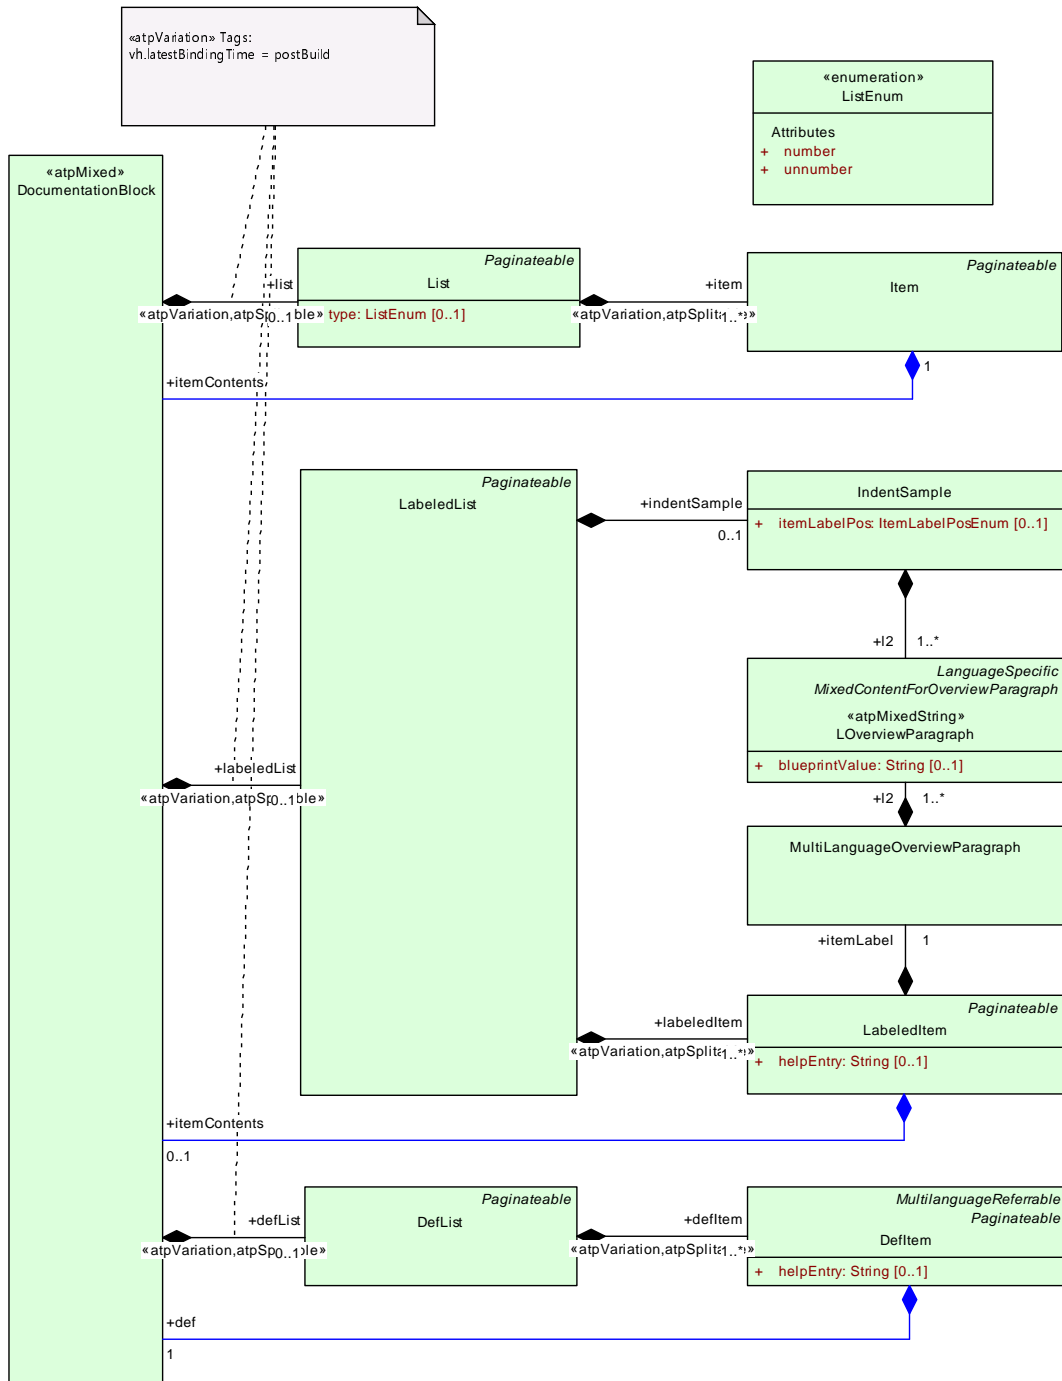 «atpVariation» Tags:
vh.latestBindingTime = postBuild
«enumeration»
ListEnum
Attributes
+ number
+ unnumber
«atpMixed»
DocumentationBlock
Paginateable
List
type: ListEnum [0..1]
+list
0..1
+item
1..*
Paginateable
Item
+itemContents
1
Paginateable
LabeledList
+indentSample
0..1
IndentSample
+ itemLabelPos: ItemLabelPosEnum [0..1]
+l2 1..*
LanguageSpecific
MixedContentForOverviewParagraph
«atpMixedString»
LOverviewParagraph
+ blueprintValue: String [0..1]
+labeledList
0..1
+l2 1..*
MultiLanguageOverviewParagraph
+itemLabel 1
+labeledItem
1..*
Paginateable
LabeledItem
+ helpEntry: String [0..1]
+itemContents
0..1
Paginateable
DefList
+defList
0..1
+defItem
1..*
MultilanguageReferrable
Paginateable
DefItem
+ helpEntry: String [0..1]
+def
1